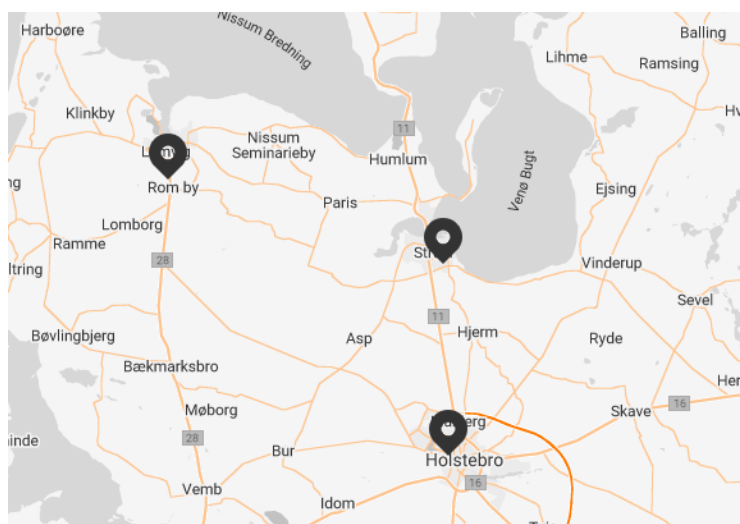 Harboøre
Nissum Bredning
Balling
Lihme
Ramsing
Klinkby
11
Nissum
Seminarieby
Humlum
Venø Bugt
Rom by
Ejsing
Paris
Lomborg
Ramme
28
Vinderup
Sevel
11
Hjerm
Asp
Ryde
Bøvlingbjerg
Bækmarksbro
16
Møborg
Skave
28
Bur
Holstebro
16
Vemb
Idom